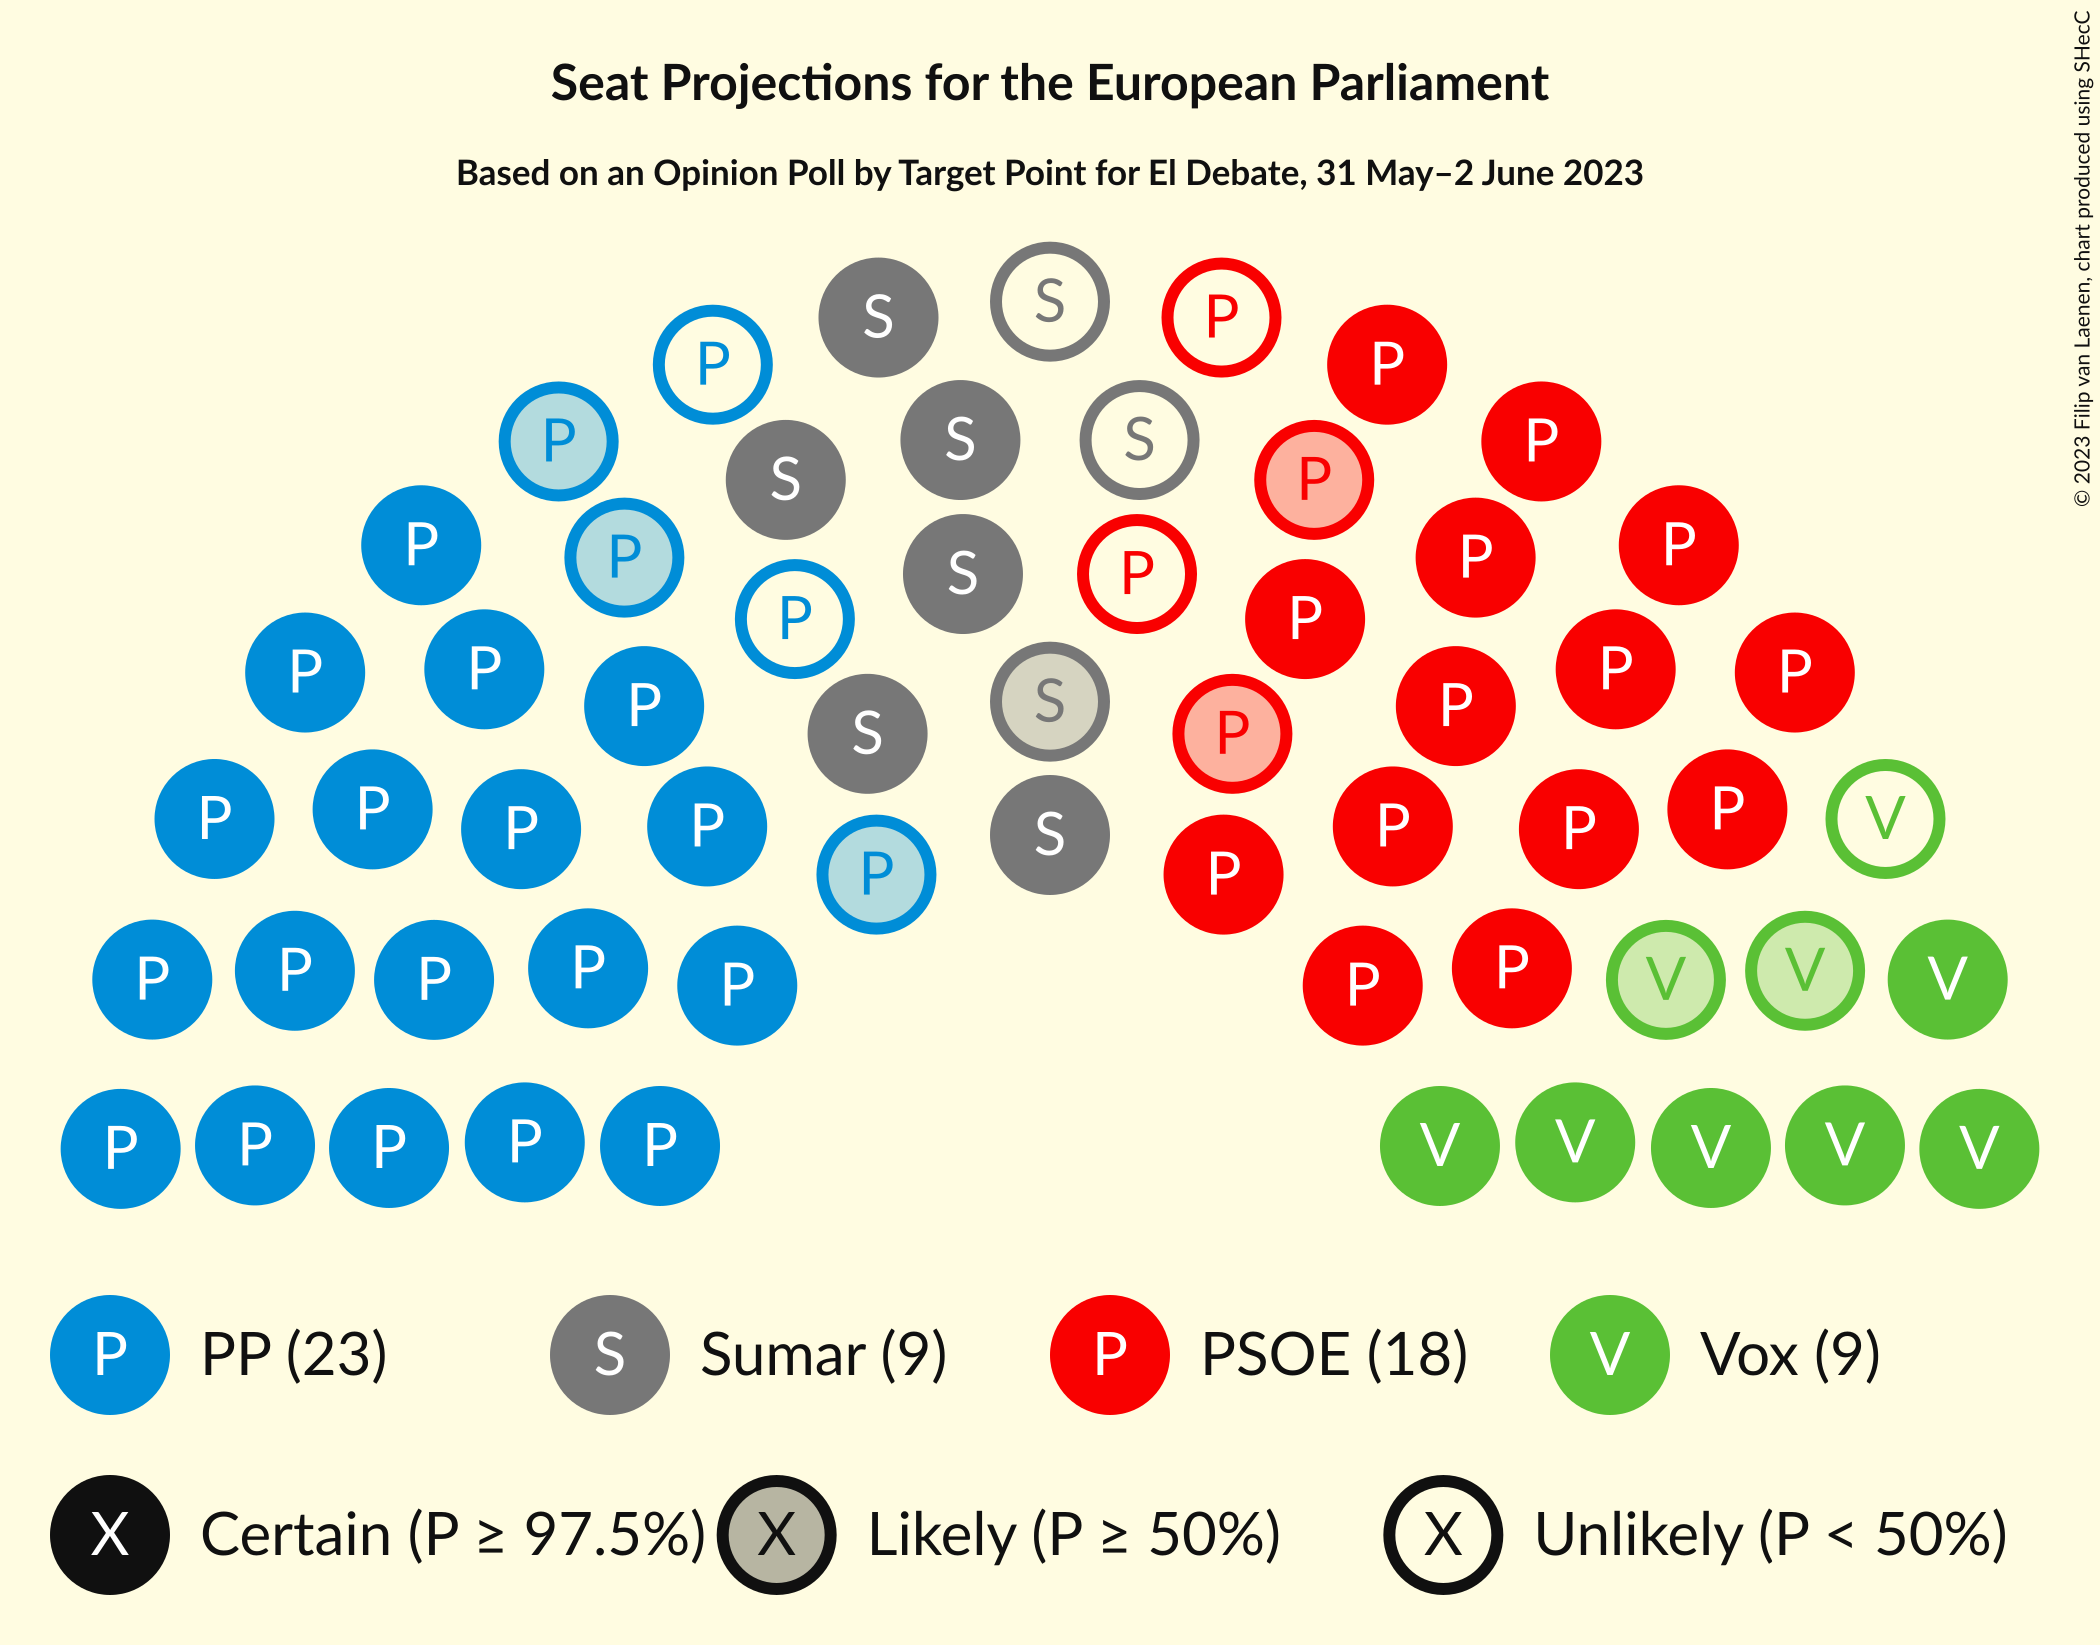 Seat Projections for the European Parliament
Based on an Opinion Poll by Target Point for El Debate, 31 May–2 June 2023
© 2023 Filip van Laenen, chart produced using SHecC
S
P S P
P S S P
P S P P
P S P
P P S P P
P P P P
P P S P P
P P P P
P S P
P P P P V
P P P P
P S P
P P P P V V V
P P P P
P P P P P V V V V V
P PP (23) S Sumar (9) P PSOE (18) V Vox (9)
X Certain (P ≥ 97.5%) X Likely (P ≥ 50%) X Unlikely (P < 50%)